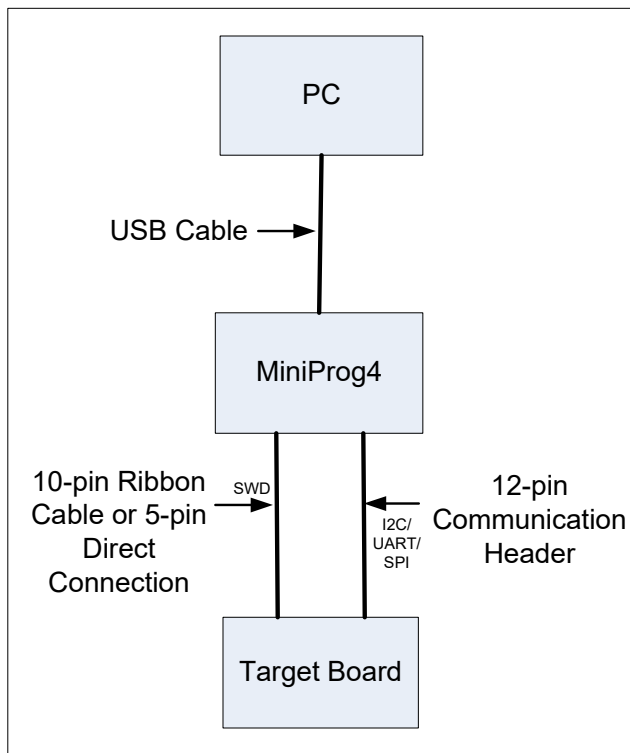 PC
USB Cable
MiniProg4
10-pin Ribbon
Cable or 5-pin
Direct
Connection
SWD
I2C/
UART/
SPI
12-pin
Communication
Header
Target Board